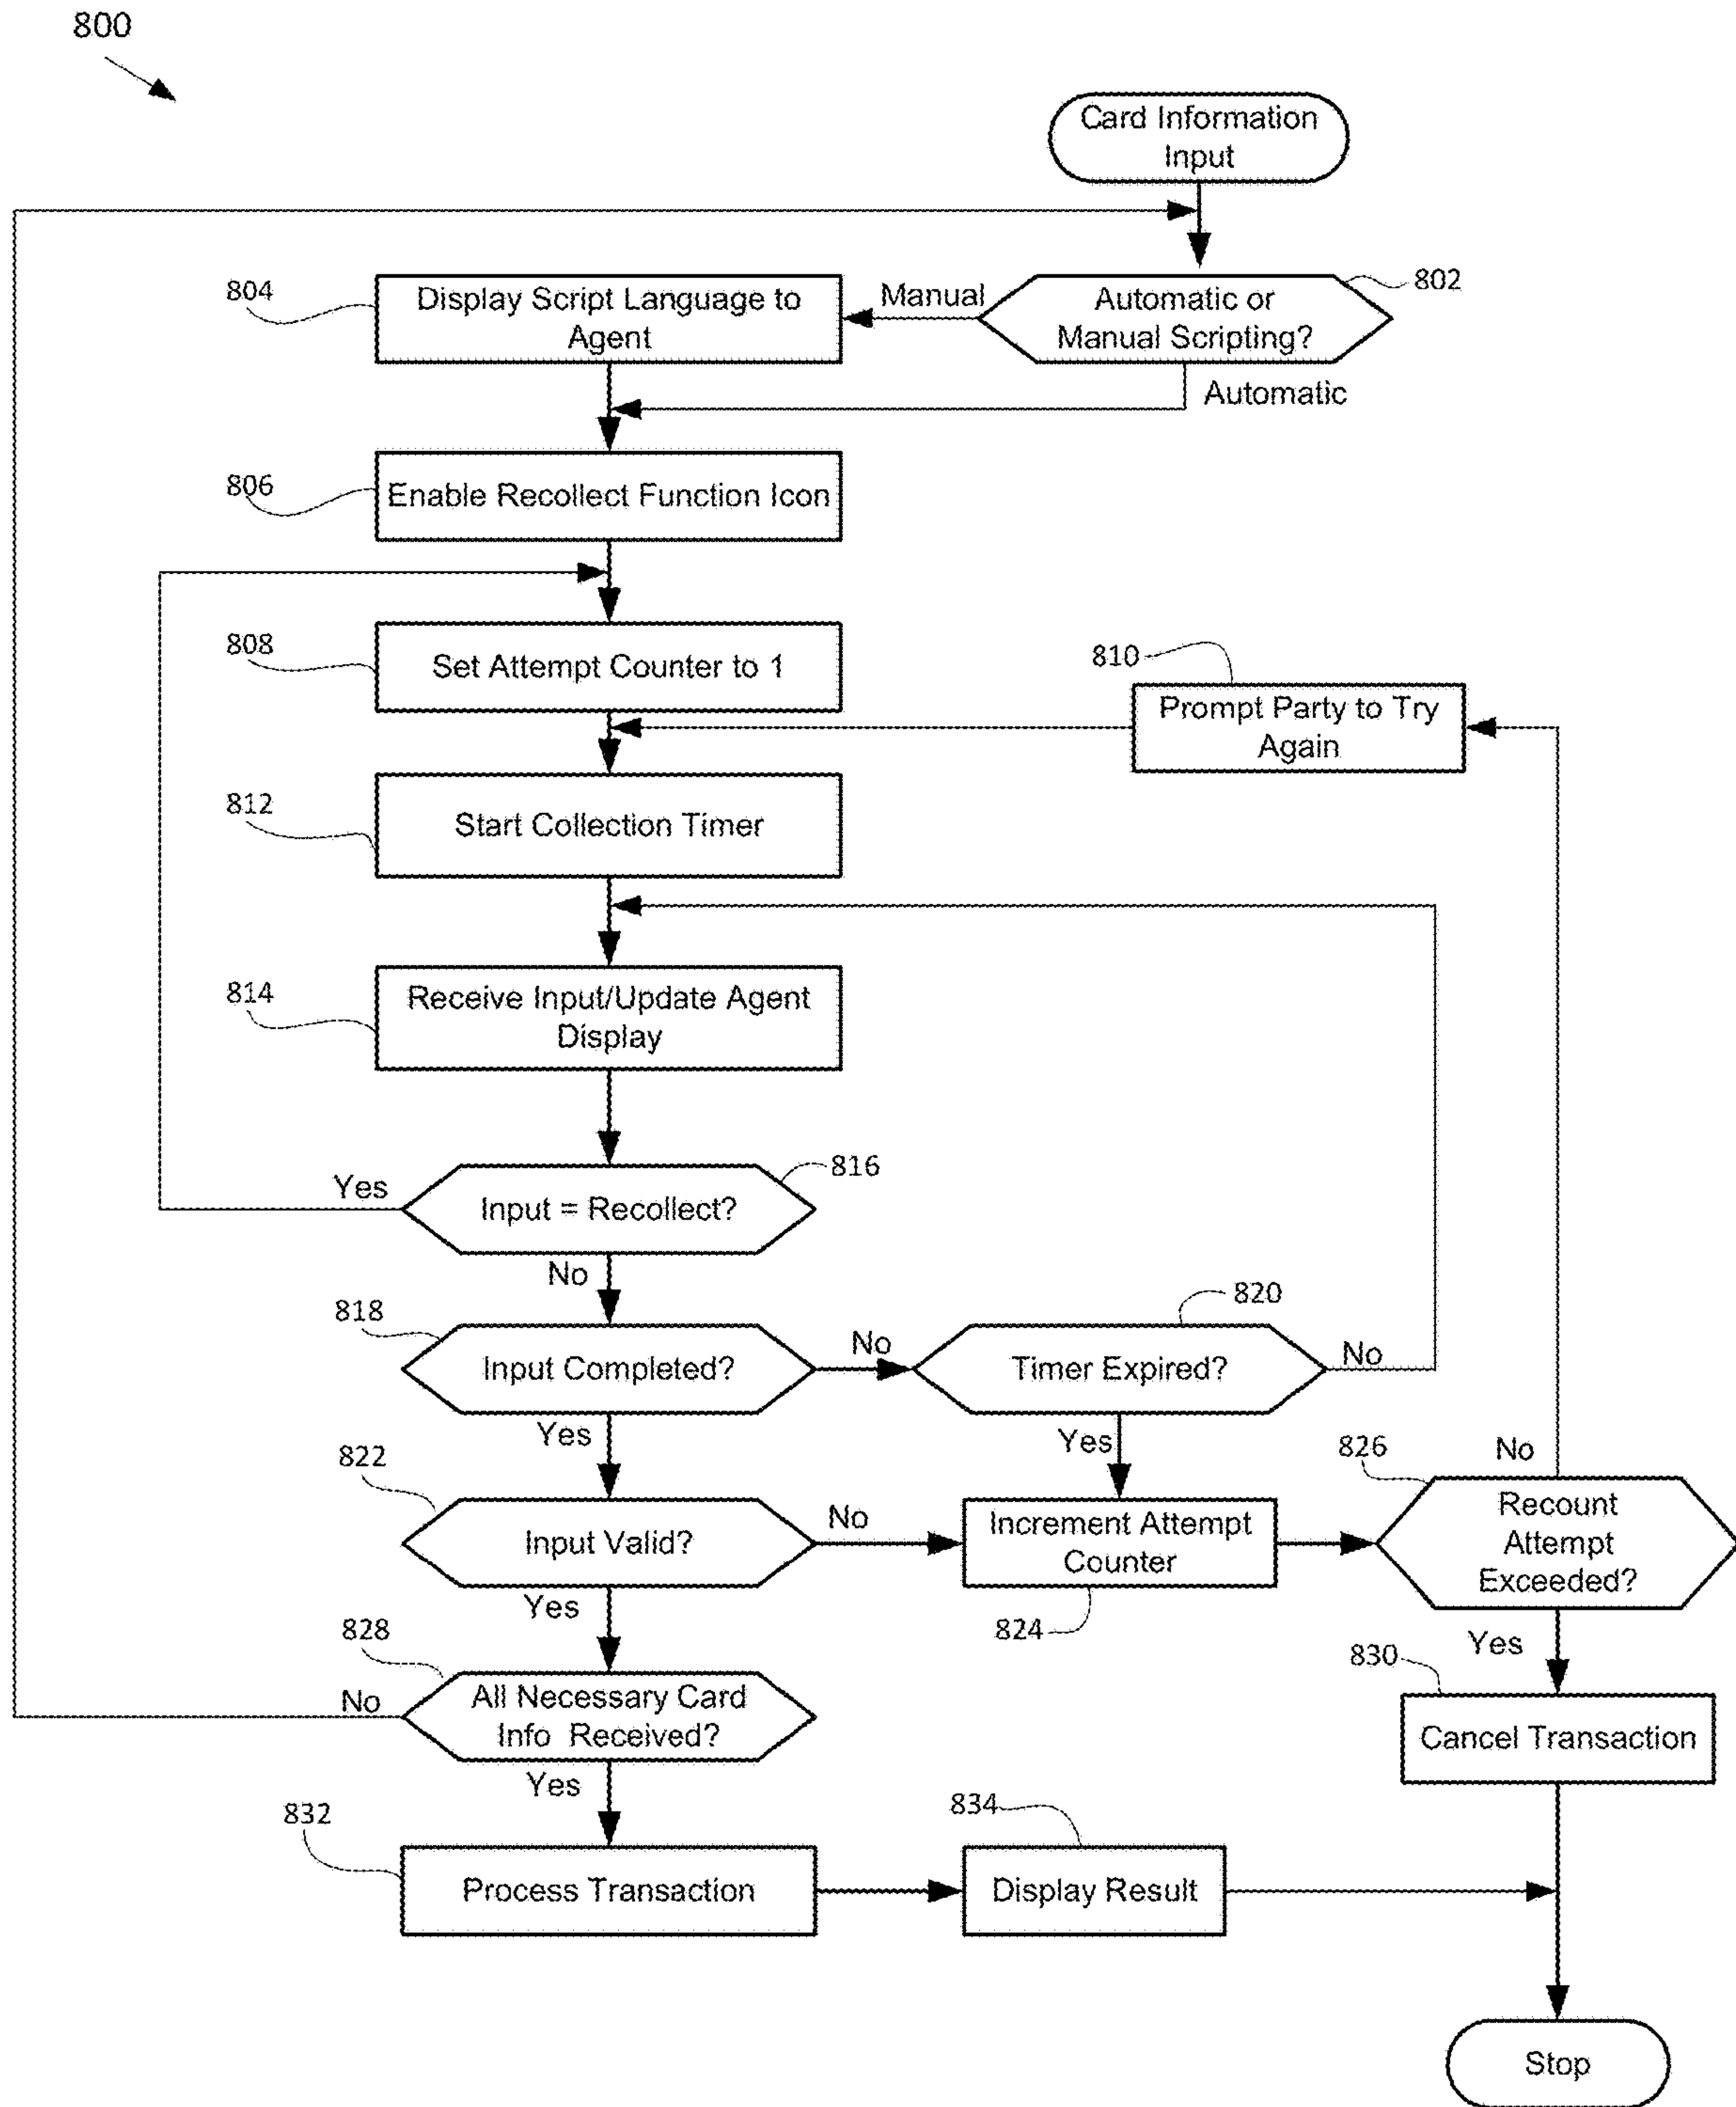 800
Card Information
Input
802
Automatic or
Manual Scripting?
Manual
Automatic
804
Display Script Language to
Agent
806
Enable Recollect Function Icon
808
Set Attempt Counter to 1
810
Prompt Party to Try
Again
812
Start Collection Timer
814
Receive Input/Update Agent
Display
816
Input = Recollect?
Yes
No
818
Input Completed?
No
Yes
820
Timer Expired?
No
Yes
822
Input Valid?
No
Yes
Increment Attempt
Counter
824
826
No
Recount
Attempt
Exceeded?
Yes
828
All Necessary Card
Info Received?
No
Yes
830
Cancel Transaction
832
Process Transaction
834
Display Result
Stop